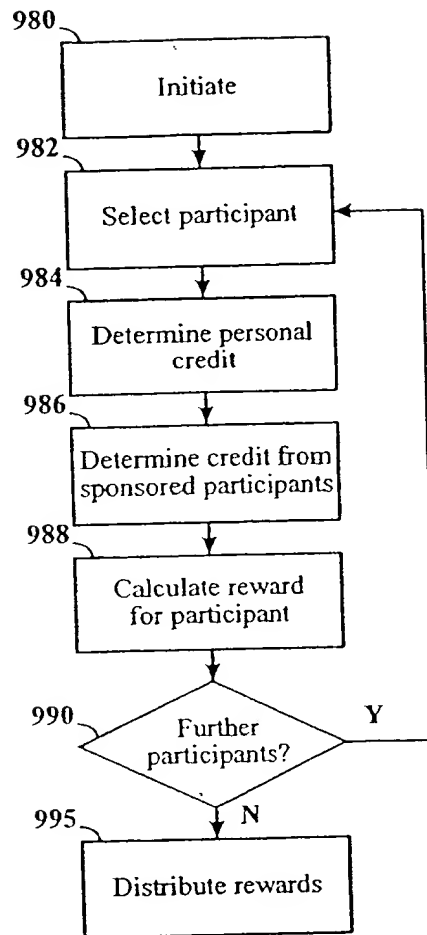 980
Initiate
982
Select participant
984
Determine personal
credit
986
Determine credit from
sponsored participants
988
Calculate reward
for participant
990
Further
participants?
Y
N
995
Distribute rewards